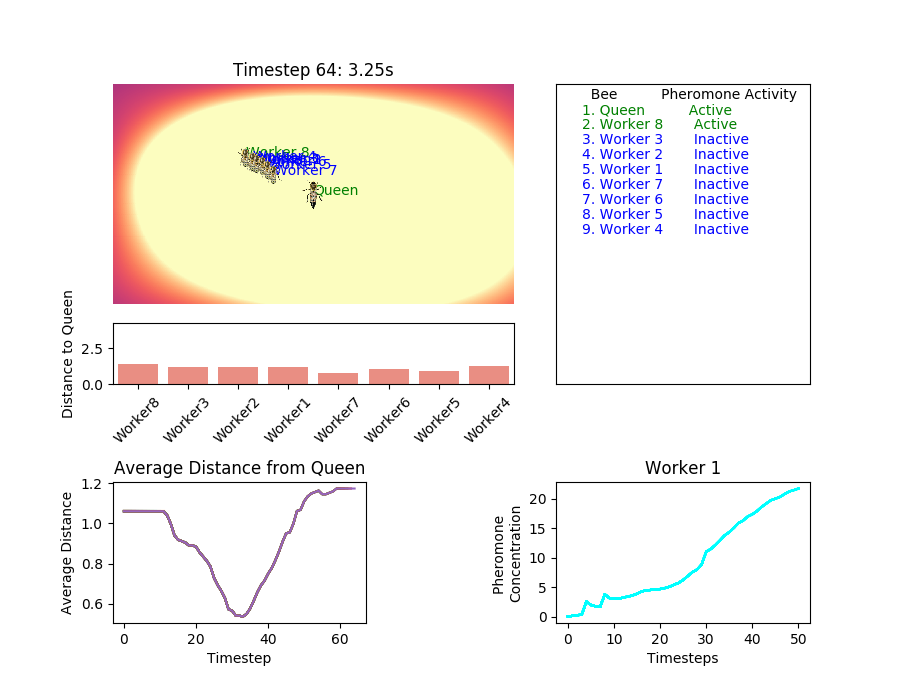 Timestep 64: 3.25s
Worker 8
Worker 7
Queen
Bee Pheromone Activity
1. Queen Active
2. Worker 8 Active
3. Worker 3 Inactive
4. Worker 2 Inactive
5. Worker 1 Inactive
6. Worker 7 Inactive
7. Worker 6 Inactive
8. Worker 5 Inactive
9. Worker 4 Inactive
Distance to Queen
2.5
0.0
Worker8 Worker3 Worker2 Worker1 Worker7 Worker6 Worker5 Worker4
Average Distance from Queen
Average Distance
1.2
1.0
0.8
0.6
0 20 40 60
Timestep
Worker 1
Pheromone
Concentration
20
15
10
5
0
0 10 20 30 40 50
Timesteps